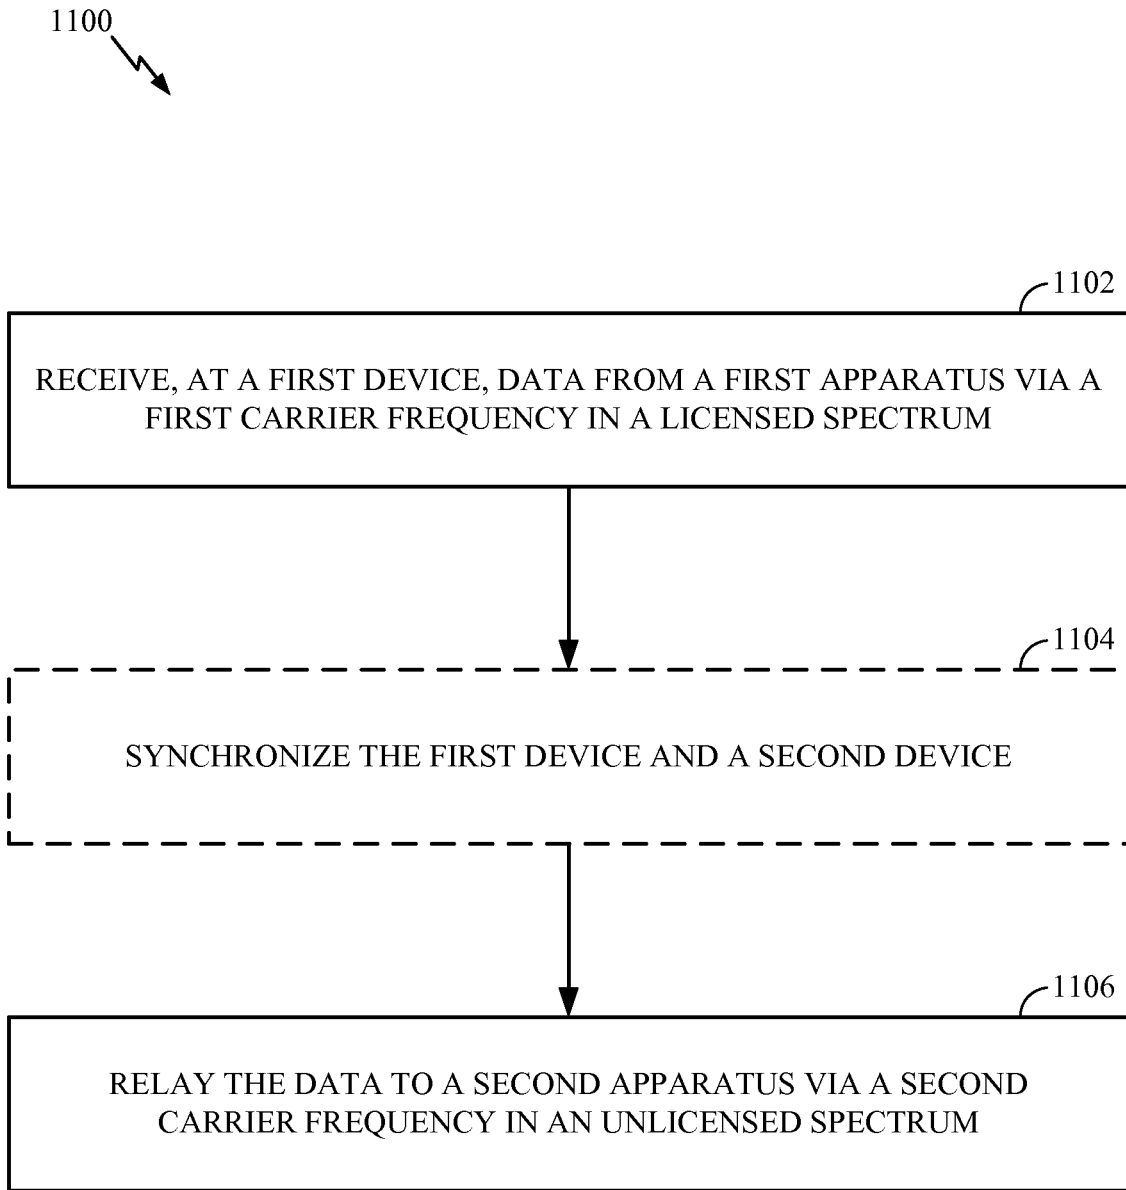 1100
1102
RECEIVE, AT A FIRST DEVICE, DATA FROM A FIRST APPARATUS VIA A
FIRST CARRIER FREQUENCY IN A LICENSED SPECTRUM
1104
SYNCHRONIZE THE FIRST DEVICE AND A SECOND DEVICE
1106
RELAY THE DATA TO A SECOND APPARATUS VIA A SECOND
CARRIER FREQUENCY IN AN UNLICENSED SPECTRUM